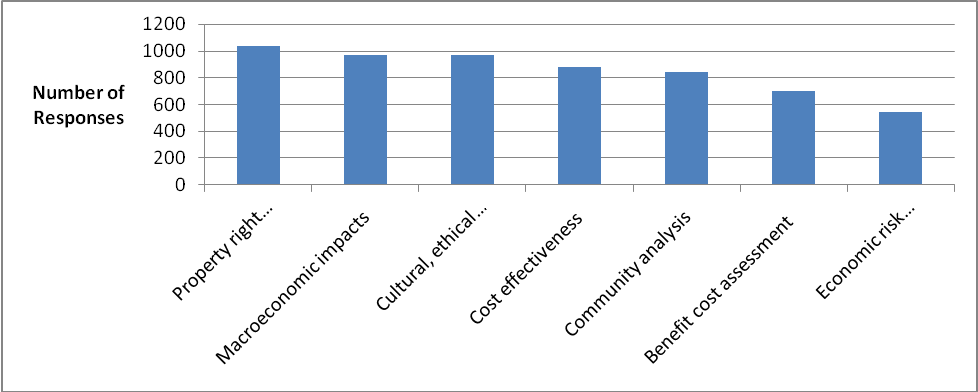 1200
1000
800
600
400
200
0
Number of
Responses
Property right...
Macroeconomic impacts
Cultural, ethical...
Cost effectiveness
Community analysis
Benefit cost assessment
Economic risk...